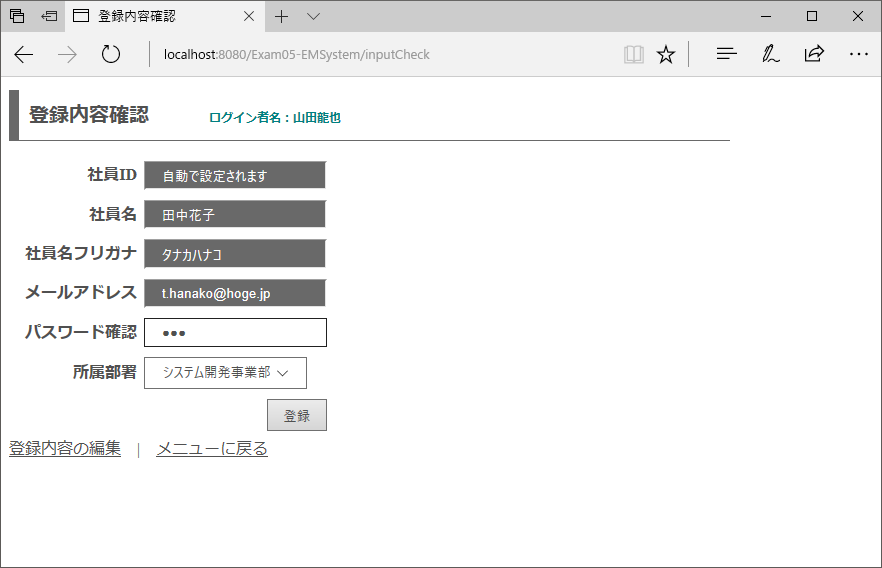 登録内容確認
localhost:8080/Exam05-EMSystem/inputCheck
登録内容確認 ログイン者名：山田能也
社員ID 自動で設定されます
社員名 田中花子
社員名フリガナ タナカハナコ
メールアドレス t.hanako@hoge.jp
パスワード確認 ●●●
所属部署 システム開発事業部
登録
登録内容の編集 | メニューに戻る